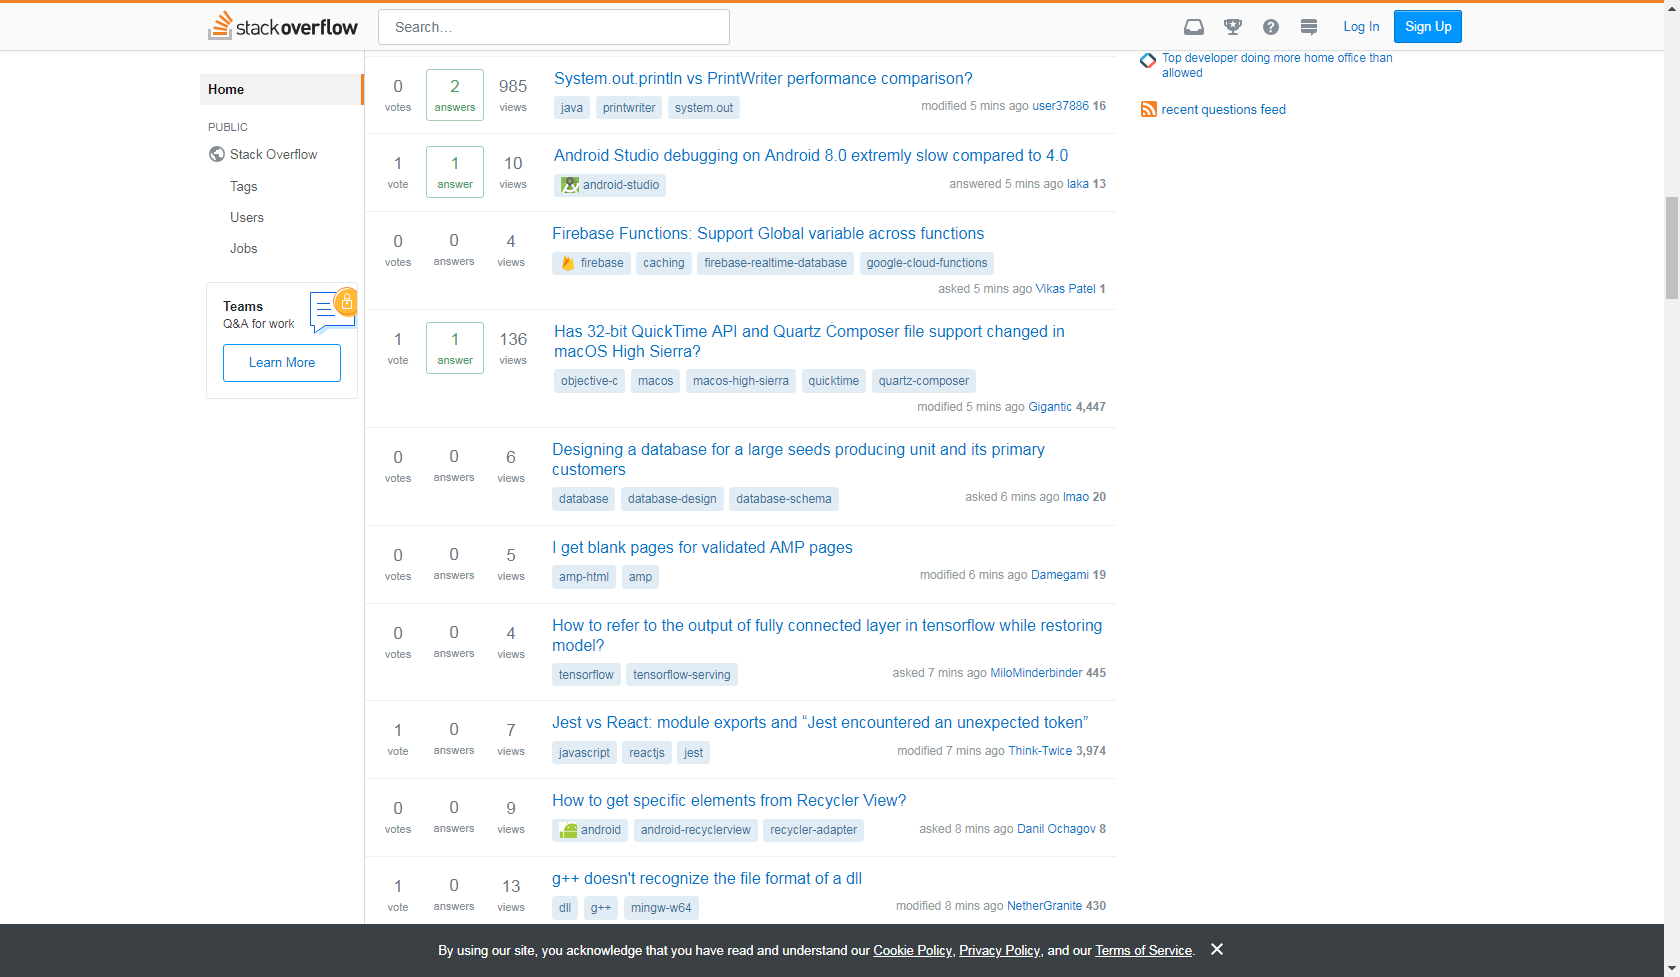 stackoverflow
Search...
Log In
Sign Up
Home
PUBLIC
Stack Overflow
Tags
Users
Jobs
Teams
Q&A for work
Learn More
0 votes 2 answers 985 views
System.out.println vs PrintWriter performance comparison?
java printwriter system.out
modified 5 mins ago user37886 16
1 vote 1 answer 10 views
Android Studio debugging on Android 8.0 extremly slow compared to 4.0
android-studio
answered 5 mins ago laka 13
0 votes 0 answers 4 views
Firebase Functions: Support Global variable across functions
firebase caching firebase-realtime-database google-cloud-functions
asked 5 mins ago Vikas Patel 1
1 vote 1 answer 136 views
Has 32-bit QuickTime API and Quartz Composer file support changed in
macOS High Sierra?
objective-c macos macos-high-sierra quicktime quartz-composer
modified 5 mins ago Gigantic 4,447
0 votes 0 answers 6 views
Designing a database for a large seeds producing unit and its primary
customers
database database-design database-schema
asked 6 mins ago lmao 20
0 votes 0 answers 5 views
I get blank pages for validated AMP pages
amp-html amp
modified 6 mins ago Damegami 19
0 votes 0 answers 4 views
How to refer to the output of fully connected layer in tensorflow while restoring
model?
tensorflow tensorflow-serving
asked 7 mins ago MiloMinderbinder 445
1 vote 0 answers 7 views
Jest vs React: module exports and “Jest encountered an unexpected token”
javascript reactjs jest
modified 7 mins ago Think-Twice 3,974
0 votes 0 answers 9 views
How to get specific elements from Recycler View?
android android-recyclerview recycler-adapter
asked 8 mins ago Danil Ochagov 8
1 vote 0 answers 13 views
g++ doesn't recognize the file format of a dll
dll g++ mingw-w64
modified 8 mins ago NetherGranite 430
Top developer doing more home office than
allowed
recent questions feed
By using our site, you acknowledge that you have read and understand our Cookie Policy, Privacy Policy, and our Terms of Service.